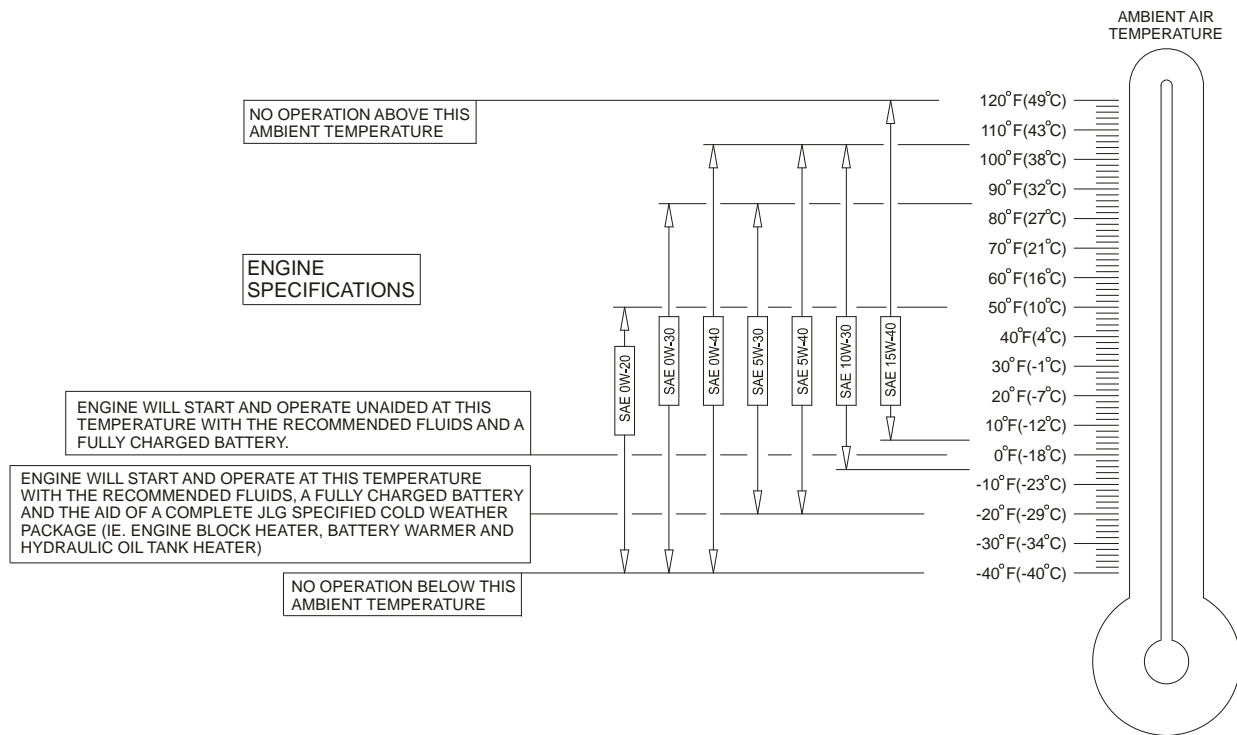 AMBIENT AIR
TEMPERATURE
NO OPERATION ABOVE THIS
AMBIENT TEMPERATURE
120°F(49°C)
110°F(43°C)
100°F(38°C)
90°F(32°C)
80°F(27°C)
70°F(21°C)
60°F(16°C)
50°F(10°C)
40°F(4°C)
30°F(-1°C)
20°F(-7°C)
10°F(-12°C)
0°F(-18°C)
-10°F(-23°C)
-20°F(-29°C)
-30°F(-34°C)
-40°F(-40°C)
ENGINE
SPECIFICATIONS
SAE 0W-20
SAE 0W-30
SAE 0W-40
SAE 5W-30
SAE 5W-40
SAE 10W-30
SAE 15W-40
ENGINE WILL START AND OPERATE UNAIDED AT THIS
TEMPERATURE WITH THE RECOMMENDED FLUIDS AND A
FULLY CHARGED BATTERY.
ENGINE WILL START AND OPERATE AT THIS TEMPERATURE
WITH THE RECOMMENDED FLUIDS, A FULLY CHARGED BATTERY
AND THE AID OF A COMPLETE JLG SPECIFIED COLD WEATHER
PACKAGE (IE. ENGINE BLOCK HEATER, BATTERY WARMER AND
HYDRAULIC OIL TANK HEATER)
NO OPERATION BELOW THIS
AMBIENT TEMPERATURE